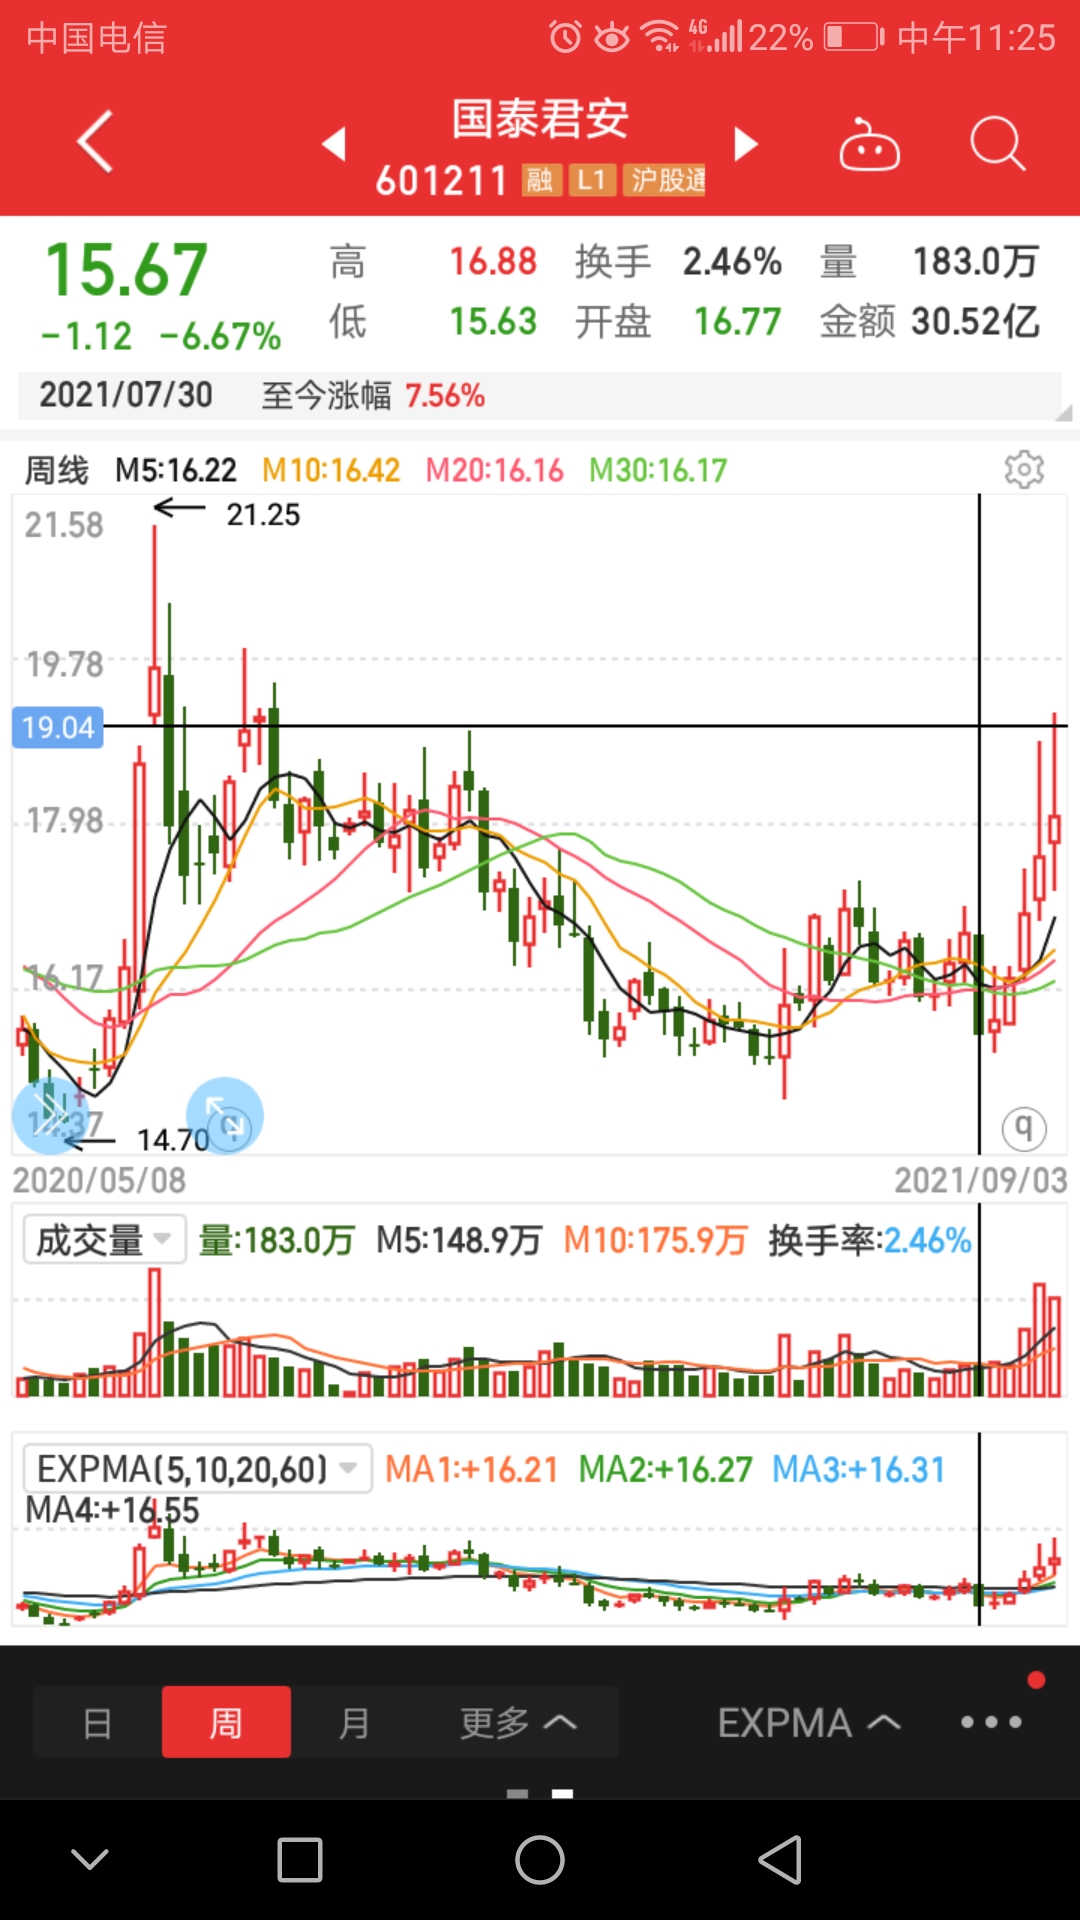 中国电信 4G 22% 中午11:25
国泰君安
601211 融 L1 沪股通
15.67 高 16.88 换手 2.46% 量 183.0万
-1.12 -6.67% 低 15.63 开盘 16.77 金额 30.52亿
2021/07/30 至今涨幅 7.56%
周线 M5:16.22 M10:16.42 M20:16.16 M30:16.17
21.58
21.25
19.78
19.04
17.98
16.17
14.37
14.70 q q
2020/05/08 2021/09/03
成交量 量:183.0万 M5:148.9万 M10:175.9万 换手率:2.46%
EXPMA(5,10,20,60) MA1:+16.21 MA2:+16.27 MA3:+16.31
MA4:+16.55
日 周 月 更多 EXPMA